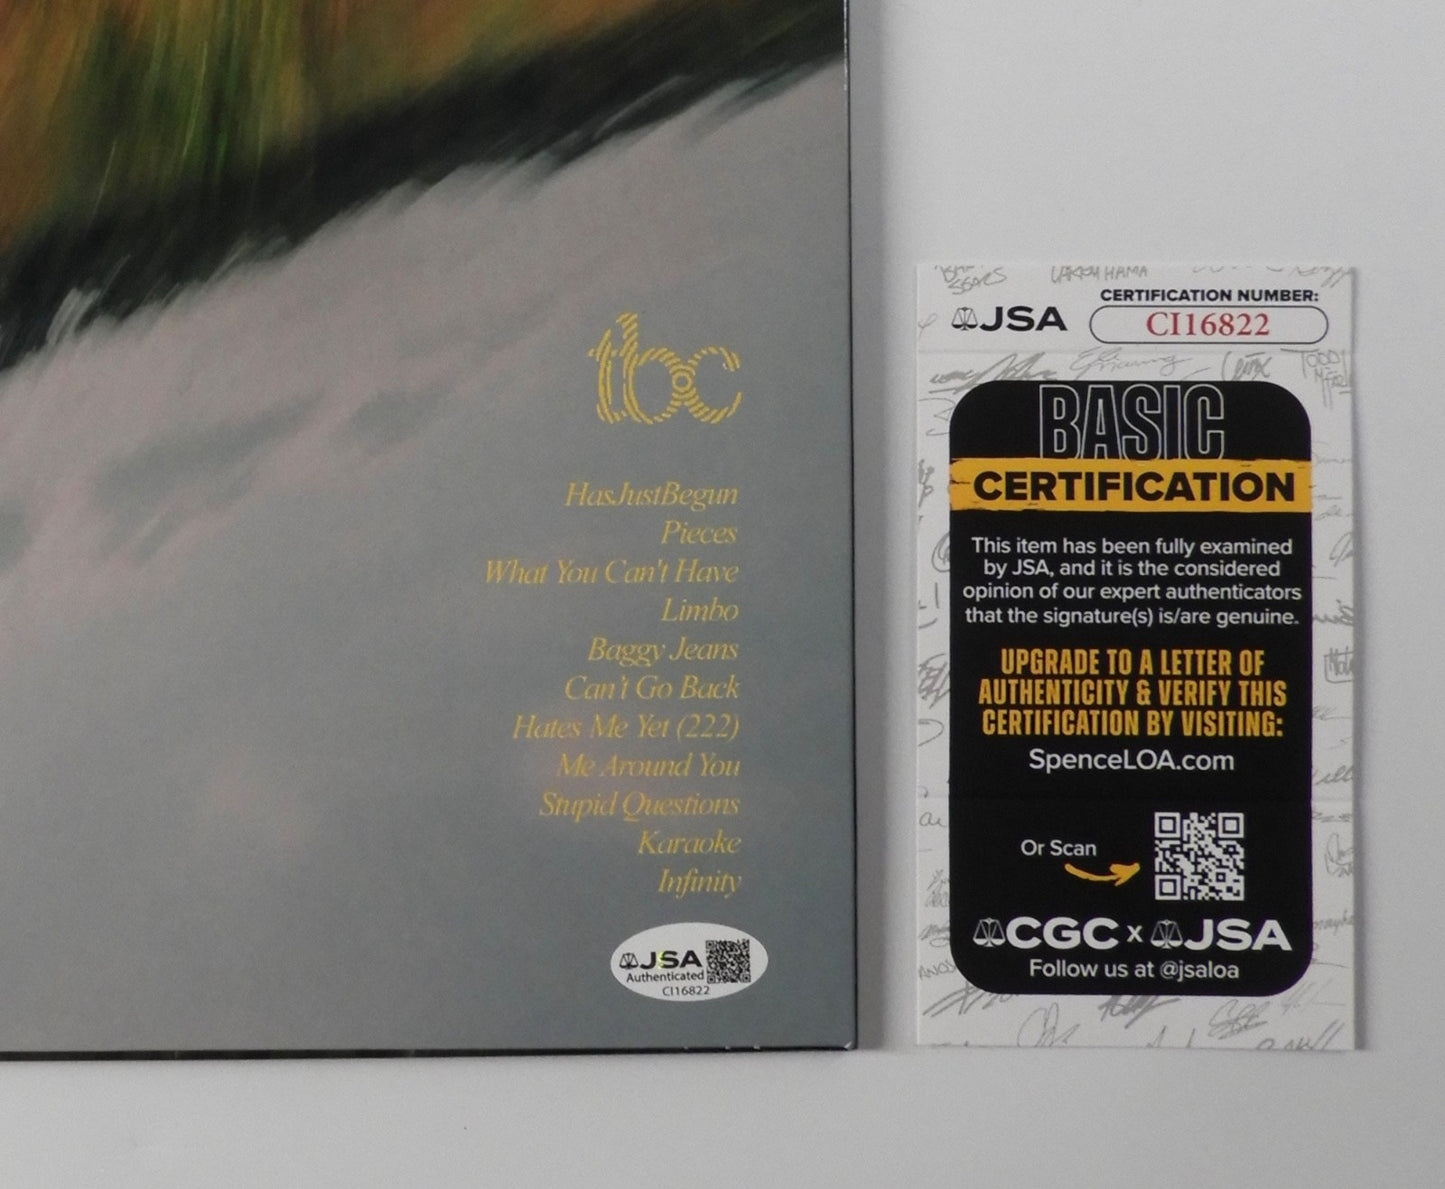 tbc
HasJustBegun
Pieces
What You Can't Have
Limbo
Baggy Jeans
Can't Go Back
Hates Me Yet (222)
Me Around You
Stupid Questions
Karaoke
Infinity
JSA
Authenticated
CI16822
LARRY HAMA
JSA
CERTIFICATION NUMBER:
CI16822
BASIC
CERTIFICATION
This item has been fully examined
by JSA, and it is the considered
opinion of our expert authenticators
that the signature(s) is/are genuine.
UPGRADE TO A LETTER OF
AUTHENTICITY & VERIFY THIS
CERTIFICATION BY VISITING:
SpenceLOA.com
Or Scan
CGC x JSA
Follow us at @jsaloa